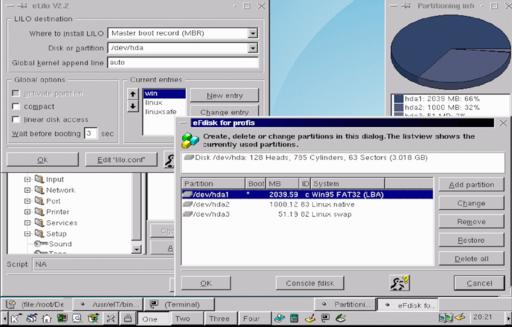 eLilo V2.2
LILO destination
Where to install LILO Master boot record (MBR)
Disk or partition /dev/hda
Global kernel append line auto
Global options
activate partition
compact
linear disk access
Wait before booting 3 sec
Current entries
win
linux
linuxsafe
New entry
Change entry
Ok
Edit "lilo.conf"
Partitioning
hda1: 2039 MB: 66%
hda2: 1000 MB: 32%
eFdisk for profis
Create, delete or change partitions in this dialog. The listview shows the
currently used partitions.
Disk /dev/hda: 128 Heads, 785 Cylinders, 63 Sectors (3.018 GB)
Partition Boot MB ID System
/dev/hda1 2039.59 c Win95 FAT32 (LBA)
/dev/hda2 1000.12 83 Linux native
/dev/hda3 51.19 82 Linux swap
Add partition
Change
Remove
Restore
Delete all
OK
Console fdisk
Cancel
Input
Network
Port
Printer
Services
Setup
Sound
Script NA
(file:/root/De
/usr/elT/bin...
(Terminal)
Partitioni..
eFdisk fo..
One Two Three Four
20:21